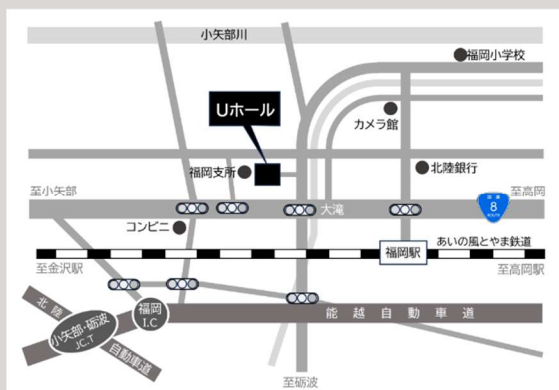 小矢部川
福岡小学校
Uホール
カメラ館
福岡支所
北陸銀行
至小矢部
至高岡
国道
8
ROUTE
大滝
コンビニ
あいの風とやま鉄道
福岡駅
至金沢駅
至高岡駅
北陸
福岡
I.C
能越自動車道
小矢部・砺波
JC.T
自動車道
至砺波